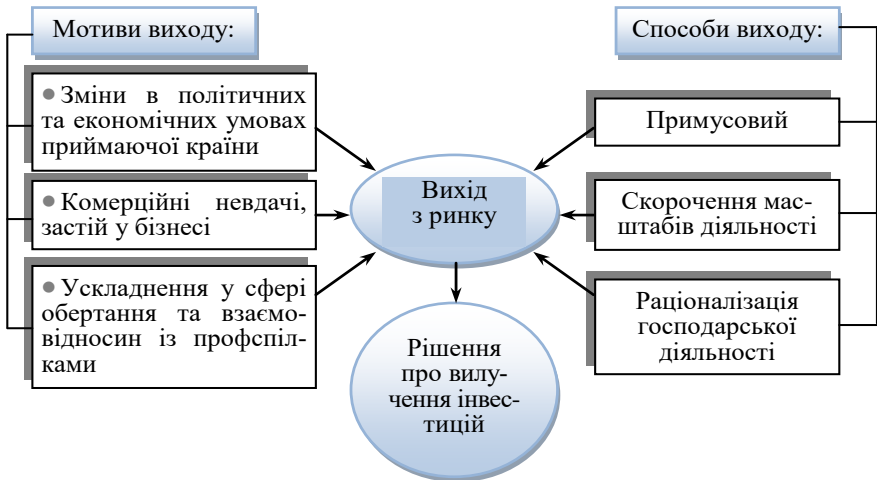 Мотиви виходу:
● Зміни в політичних
та економічних умовах
приймаючої країни
● Комерційні невдачі,
застій у бізнесі
● Ускладнення у сфері
обертання та взаємо-
відносин із профспіл-
ками
Вихід
з ринку
Рішення
про вилу-
чення інвес-
тицій
Способи виходу:
Примусовий
Скорочення мас-
штабів діяльності
Раціоналізація
господарської
діяльності